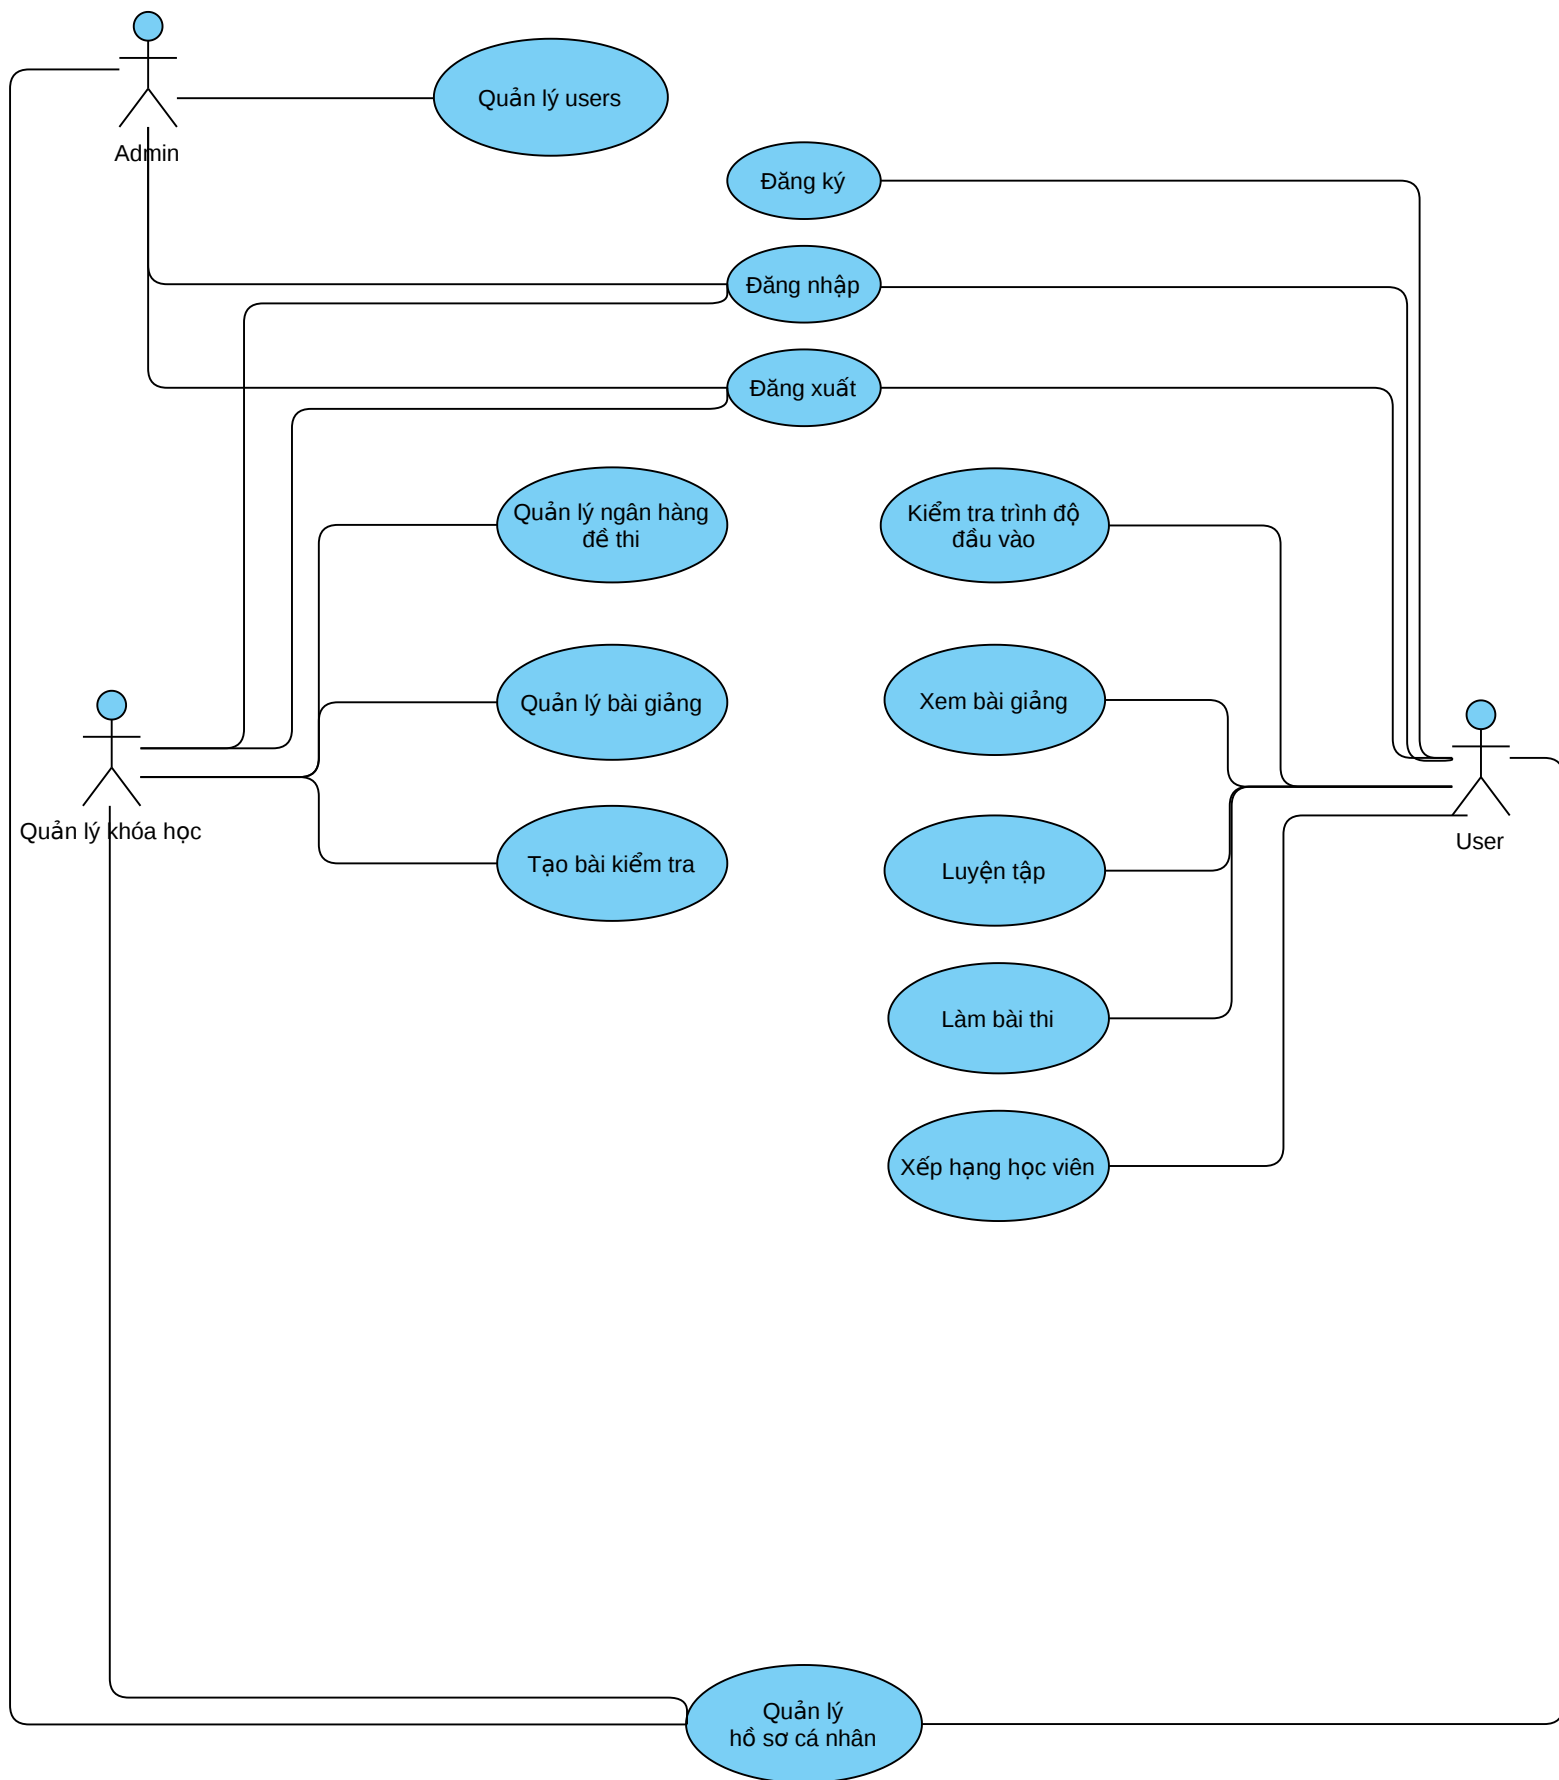 Quản lý users
Admin
Đăng ký
Đăng nhập
Đăng xuất
Quản lý ngân hàng
đề thi
Kiểm tra trình độ
đầu vào
Quản lý bài giảng
Xem bài giảng
Quản lý khóa học
User
Tạo bài kiểm tra
Luyện tập
Làm bài thi
Xếp hạng học viên
Quản lý
hồ sơ cá nhân